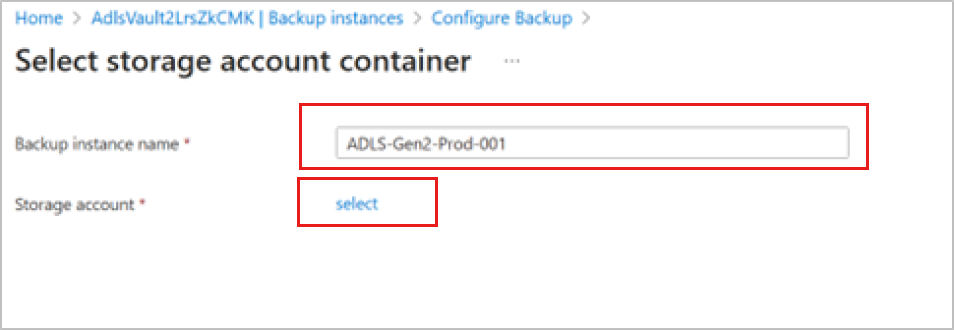 Home > AdlsVault2LrsZkCMK | Backup instances > Configure Backup >
Select storage account container ...
Backup instance name * ADLS-Gen2-Prod-001
Storage account * select